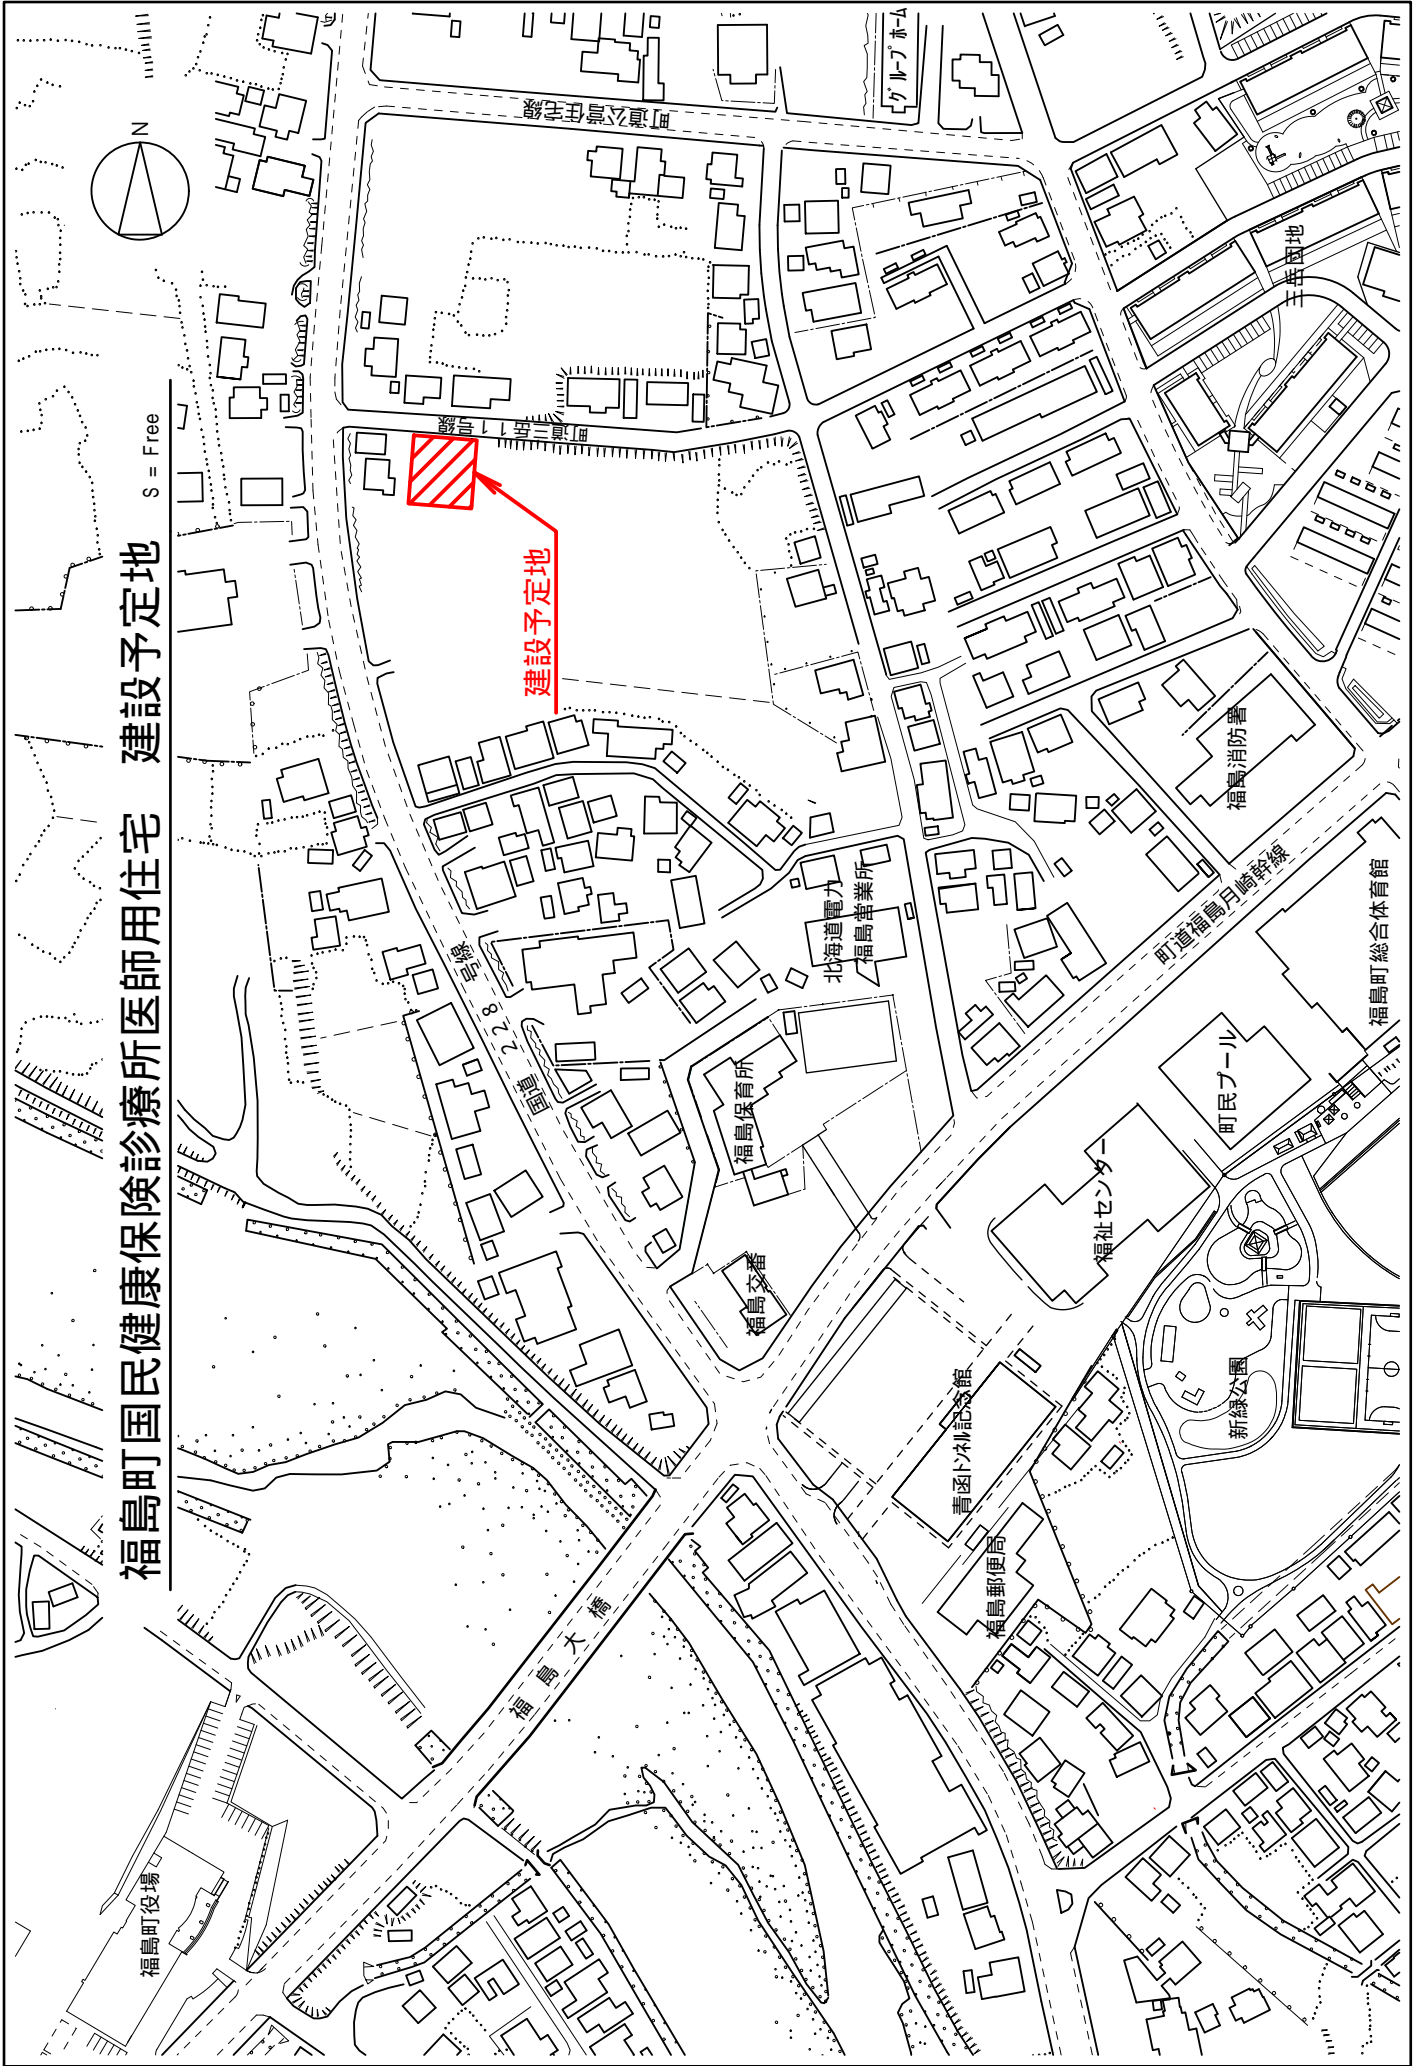 福島町国民健康保険診療所医師用住宅　建設予定地
S = Free
N
建設予定地
町道公営住宅線
町道三岳11号線
グループホーム
三岳団地
福島消防署
町道福島月崎幹線
福島町総合体育館
北海道電力
福島営業所
国道 228 号線
福島保育所
町民プール
福祉センター
福島交番
新緑公園
青函トンネル記念館
福島郵便局
福島大橋
福島町役場